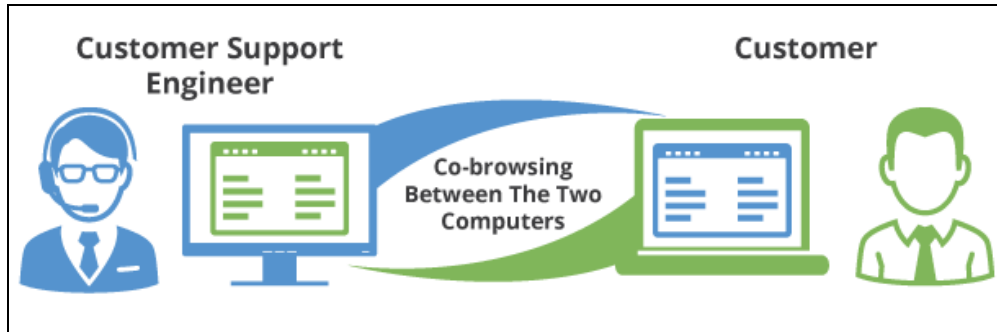 Customer Support
Engineer
Customer
Co-browsing
Between The Two
Computers